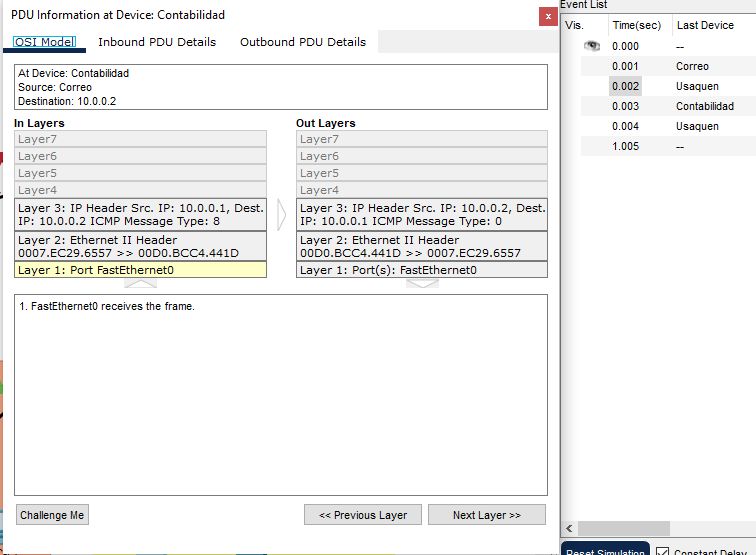 PDU Information at Device: Contabilidad
x
OSI Model Inbound PDU Details Outbound PDU Details
At Device: Contabilidad
Source: Correo
Destination: 10.0.0.2
In Layers
Layer7
Layer6
Layer5
Layer4
Layer 3: IP Header Src. IP: 10.0.0.1, Dest.
IP: 10.0.0.2 ICMP Message Type: 8
Layer 2: Ethernet II Header
0007.EC29.6557 >> 00D0.BCC4.441D
Layer 1: Port FastEthernet0
Out Layers
Layer7
Layer6
Layer5
Layer4
Layer 3: IP Header Src. IP: 10.0.0.2, Dest.
IP: 10.0.0.1 ICMP Message Type: 0
Layer 2: Ethernet II Header
00D0.BCC4.441D >> 0007.EC29.6557
Layer 1: Port(s): FastEthernet0
1. FastEthernet0 receives the frame.
Challenge Me << Previous Layer Next Layer >>
Event List
Vis. Time(sec) Last Device
0.000 --
0.001 Correo
0.002 Usaquen
0.003 Contabilidad
0.004 Usaquen
1.005 --
Reset Simulation Constant Delay